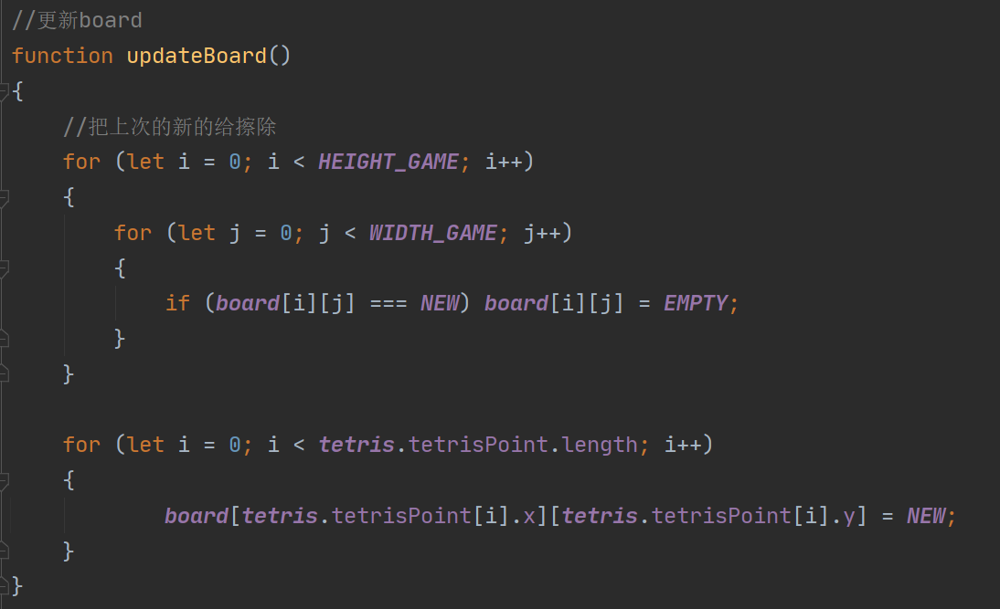 //更新board
function updateBoard()
{
    //把上次的新的给擦除
    for (let i = 0; i < HEIGHT_GAME; i++)
    {
        for (let j = 0; j < WIDTH_GAME; j++)
        {
            if (board[i][j] === NEW) board[i][j] = EMPTY;
        }
    }

    for (let i = 0; i < tetris.tetrisPoint.length; i++)
    {
            board[tetris.tetrisPoint[i].x][tetris.tetrisPoint[i].y] = NEW;
    }
}